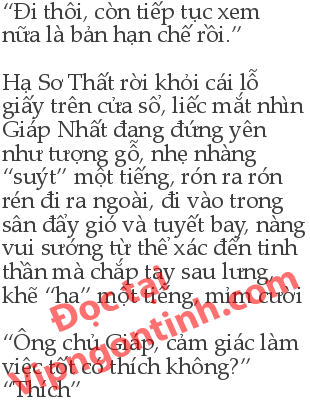 “Đi thôi, còn tiếp tục xem
nữa là bản hạn chế rồi.”
Hạ Sơ Thất rời khỏi cái lỗ
giấy trên cửa sổ, liếc mắt nhìn
Giáp Nhất đang đứng yên
như tượng gỗ, nhẹ nhàng
“suýt” một tiếng, rón ra rón
rén đi ra ngoài, đi vào trong
sân đẩy gió và tuyết bay, nàng
vui sướng từ thể xác đến tinh
thần mà chắp tay sau lưng,
khẽ “ha” một tiếng, mỉm cười
“Ông chủ Giáp, cảm giác làm
việc tốt có thích không?”
“Thích”
Đọc tại
Vipngontinh.com